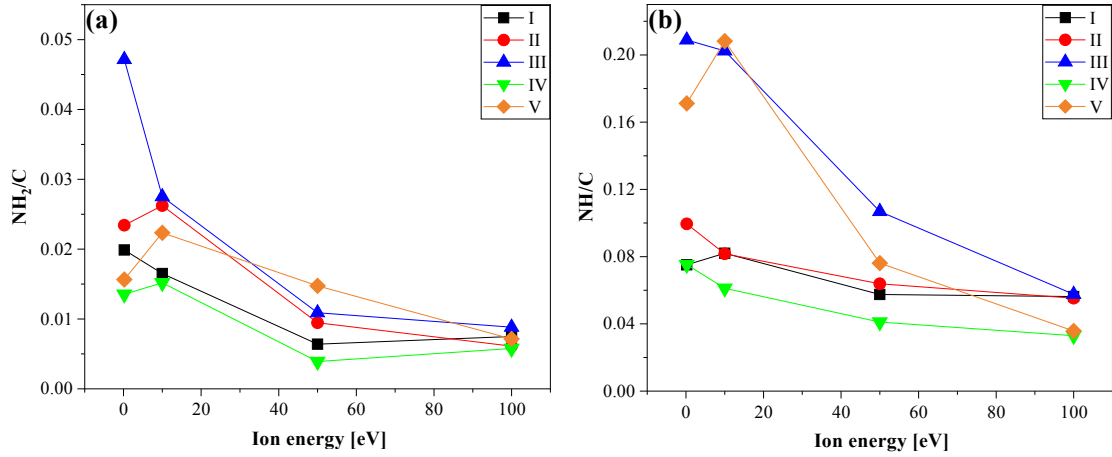 (a)
I
II
III
IV
V
0.05
0.04
0.03
0.02
0.01
0.00
NH₂/C
0 20 40 60 80 100
Ion energy [eV]
(b)
I
II
III
IV
V
0.20
0.16
0.12
0.08
0.04
0.00
NH/C
0 20 40 60 80 100
Ion energy [eV]